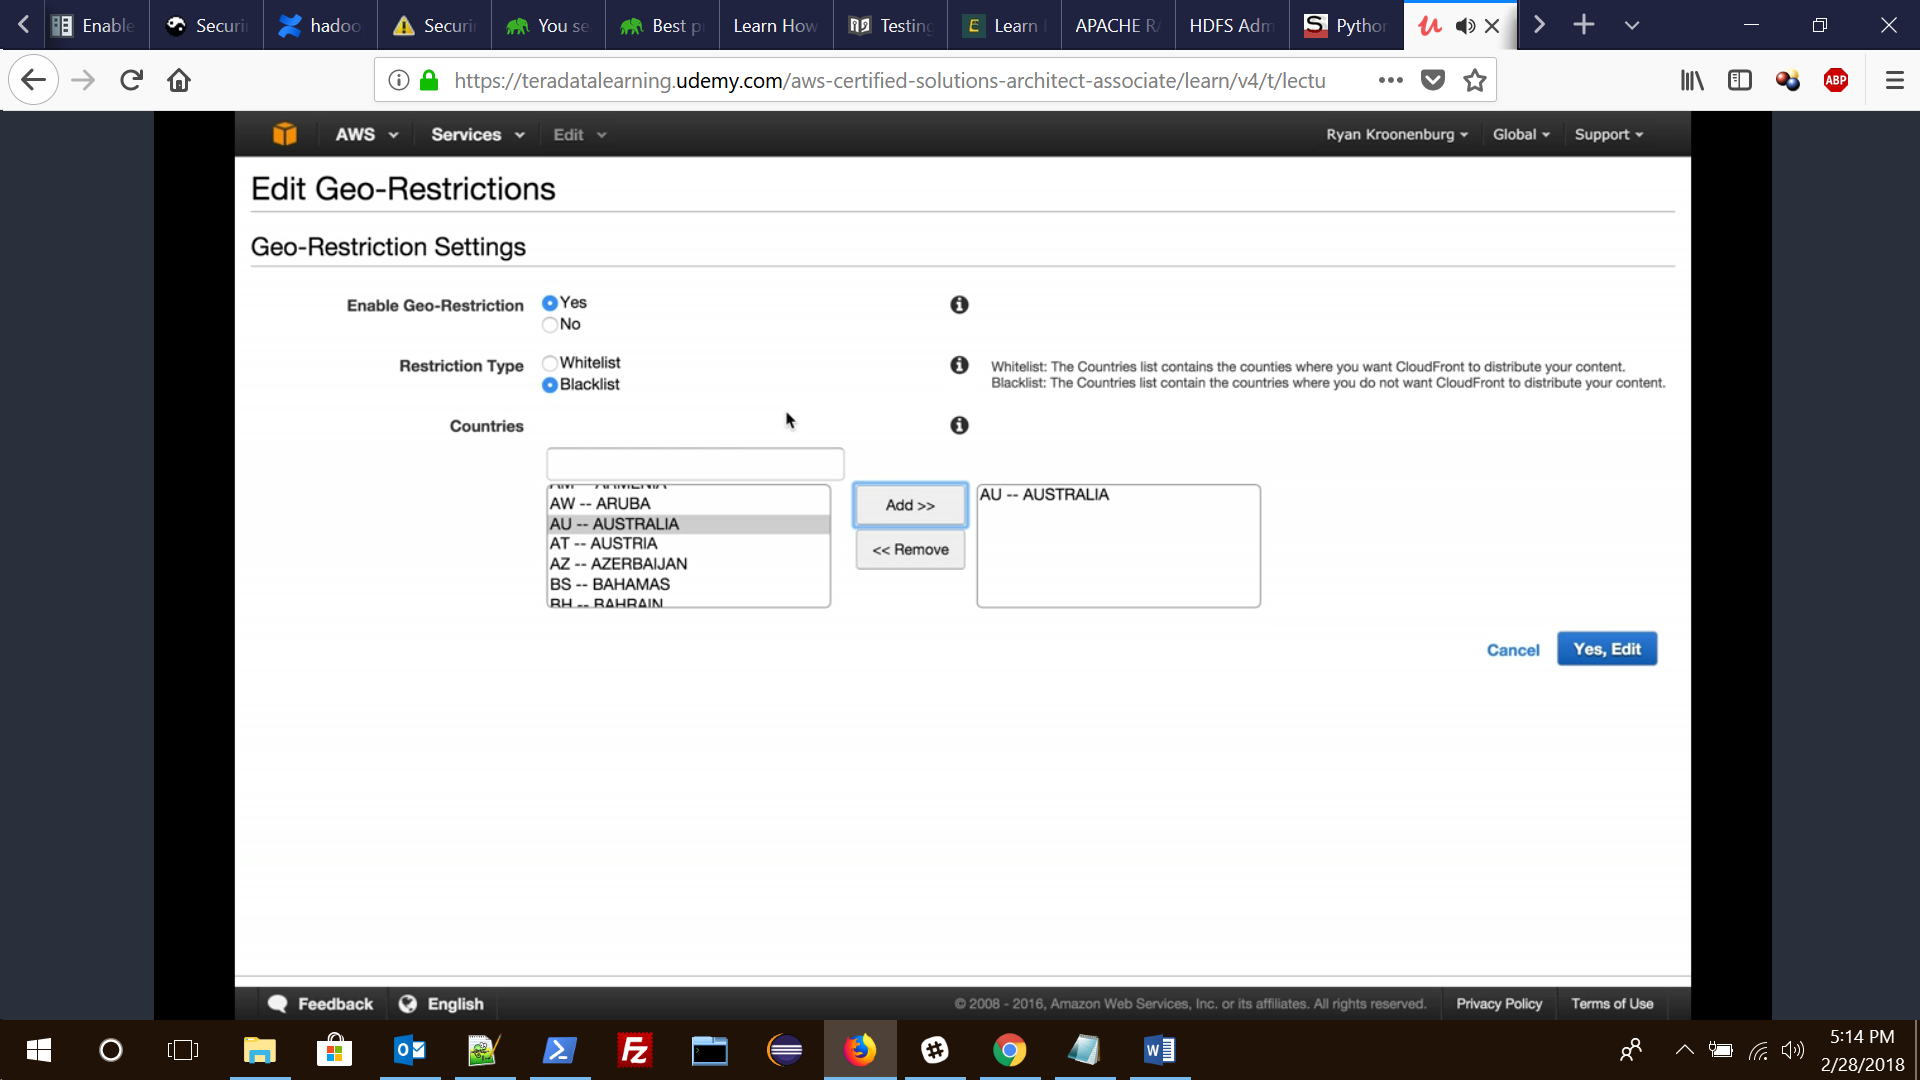 Enable
Securi
hadoo
Securi
You se
Best p
Learn How
Testing
E Learn
APACHE R
HDFS Adm
S Pytho
https://teradatalearning.udemy.com/aws-certified-solutions-architect-associate/learn/v4/t/lectu
ABP
AWS Services Edit Ryan Kroonenburg Global Support
Edit Geo-Restrictions
Geo-Restriction Settings
Enable Geo-Restriction Yes
No
Restriction Type Whitelist
Blacklist
Whitelist: The Countries list contains the counties where you want CloudFront to distribute your content.
Blacklist: The Countries list contain the countries where you do not want CloudFront to distribute your content.
Countries
AM -- ARMENIA
AW -- ARUBA
AU -- AUSTRALIA
AT -- AUSTRIA
AZ -- AZERBAIJAN
BS -- BAHAMAS
BH -- BAHRAIN
Add >>
<< Remove
AU -- AUSTRALIA
Cancel Yes, Edit
Feedback English © 2008 - 2016, Amazon Web Services, Inc. or its affiliates. All rights reserved. Privacy Policy Terms of Use
5:14 PM
2/28/2018